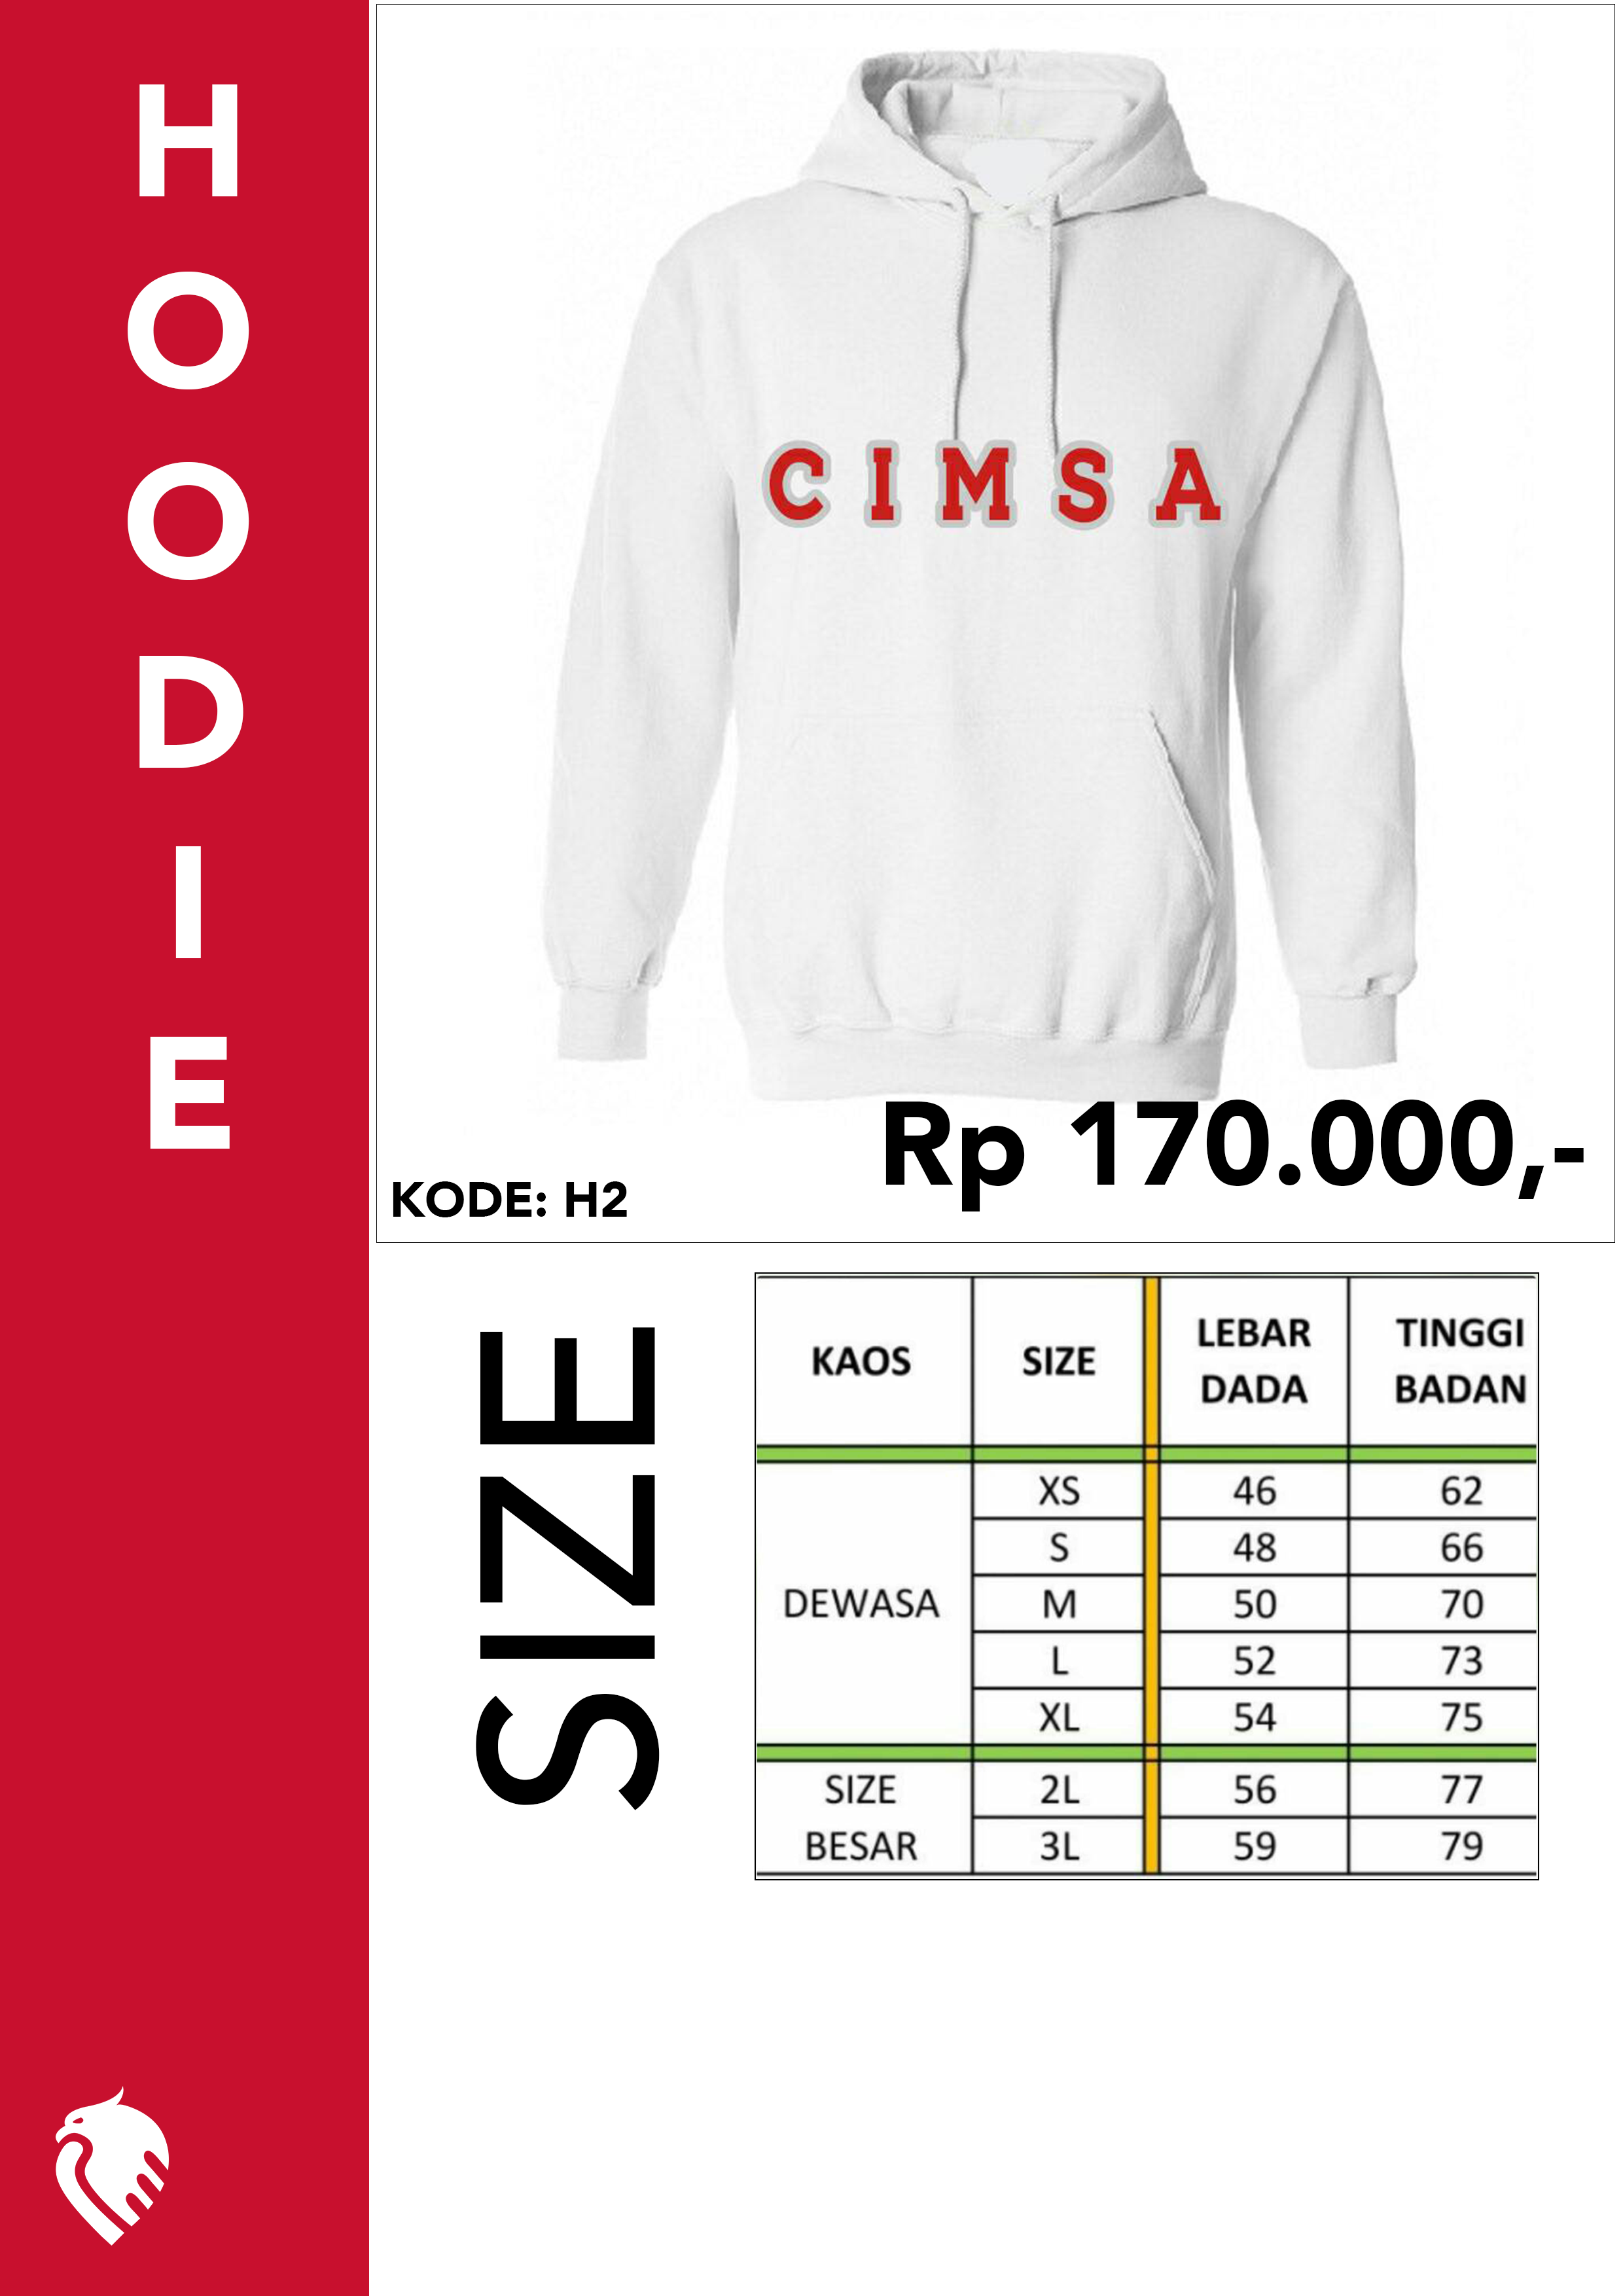 HOODIE
CIMSA
Rp 170.000,-
KODE: H2
SIZE
KAOS SIZE LEBAR DADA TINGGI BADAN
DEWASA
XS 46 62
S 48 66
M 50 70
L 52 73
XL 54 75
SIZE BESAR
2L 56 77
3L 59 79